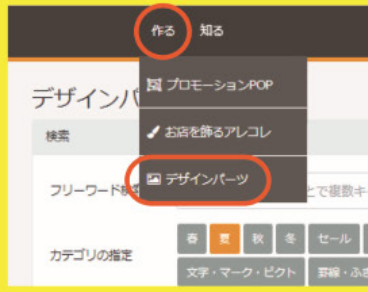 作る 知る
プロモーションPOP
デザインパ
お店を飾るアレコレ
検索
デザインパーツ
フリーワード検
とで複数キー
春 夏 秋 冬 セール
カテゴリの指定
文字・マーク・ピクト 罫線・ふき